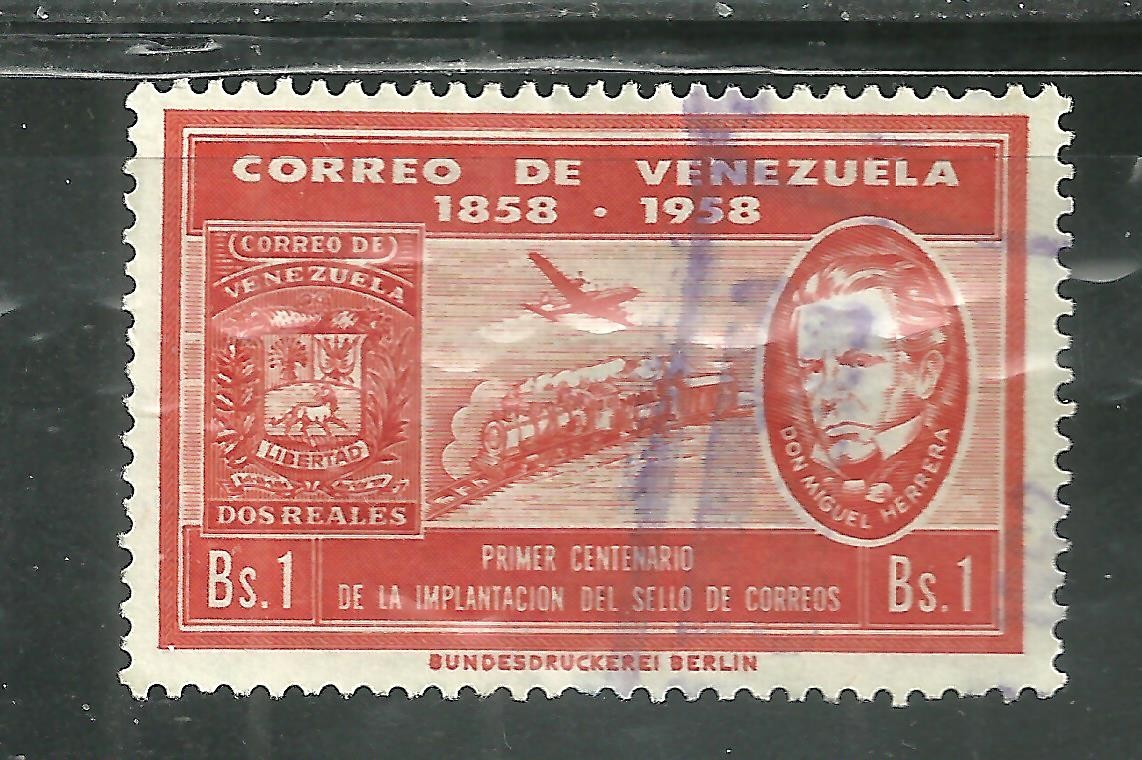 CORREO DE VENEZUELA
1858 · 1958
(CORREO DE)
VENEZUELA
LIBERTAD
DOS REALES
DON MIGUEL HERRERA
Bs.1
PRIMER CENTENARIO
DE LA IMPLANTACION DEL SELLO DE CORREOS
Bs.1
BUNDESDRUCKEREI BERLIN